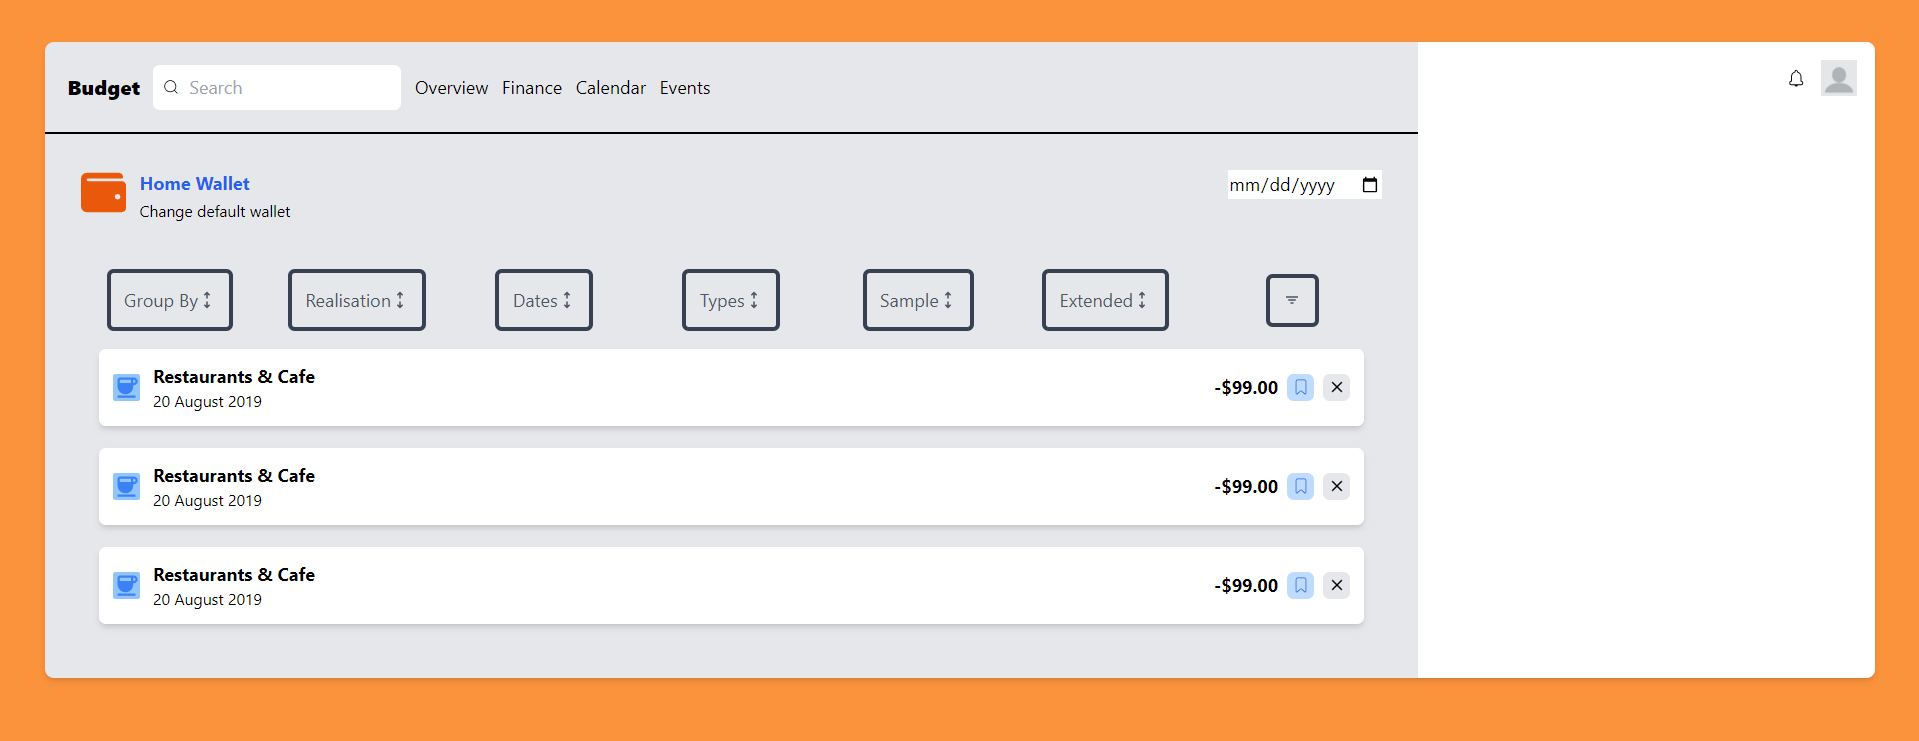 Budget Search Overview Finance Calendar Events
Home Wallet
mm/dd/yyyy
Change default wallet
Group By Realisation Dates Types Sample Extended
Restaurants & Cafe
20 August 2019
-$99.00
Restaurants & Cafe
20 August 2019
-$99.00
Restaurants & Cafe
20 August 2019
-$99.00